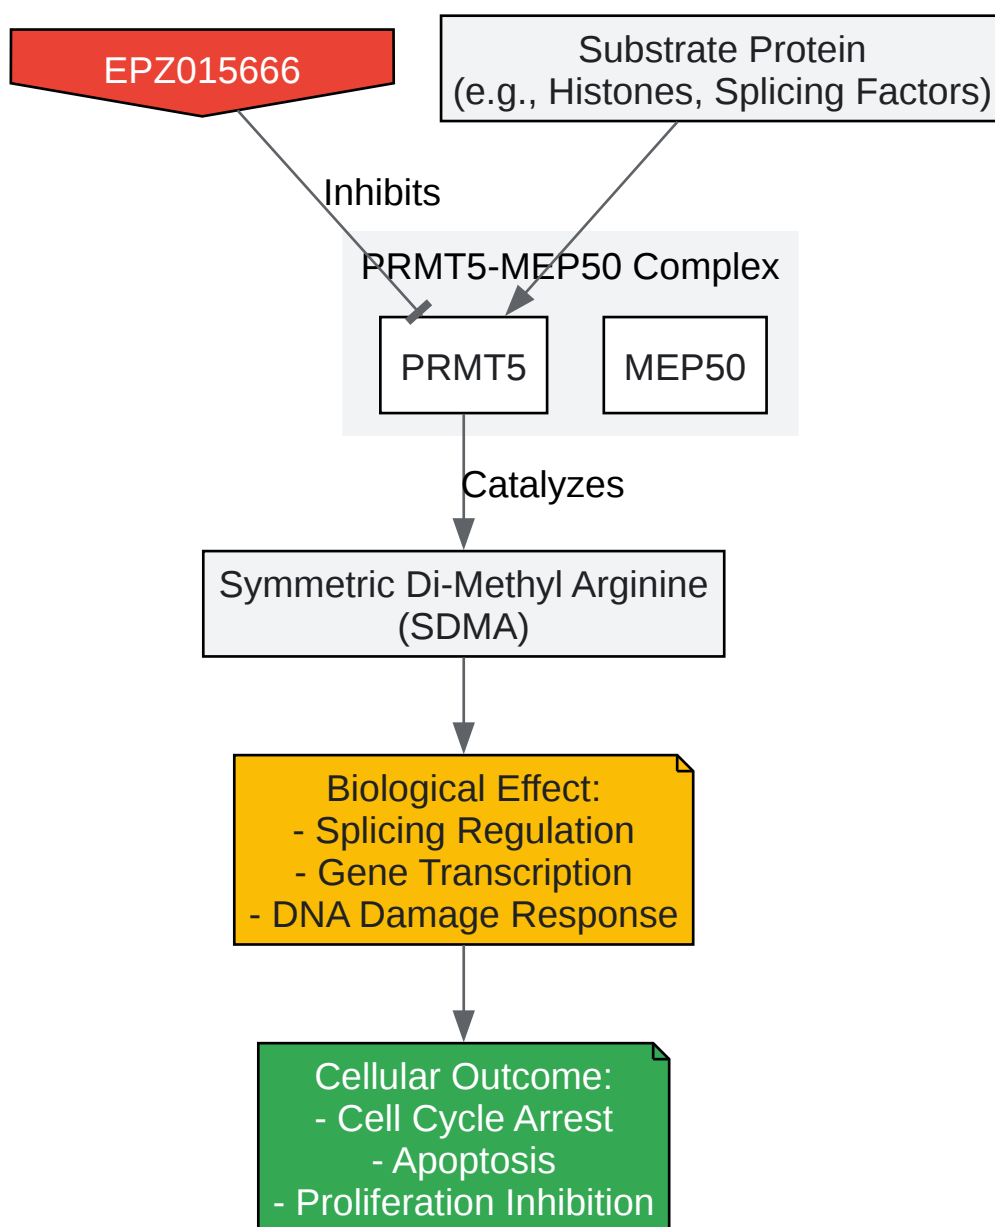 EPZ015666
Substrate Protein
(e.g., Histones, Splicing Factors)
Inhibits
PRMT5-MEP50 Complex
PRMT5
MEP50
Catalyzes
Symmetric Di-Methyl Arginine
(SDMA)
Biological Effect:
- Splicing Regulation
- Gene Transcription
- DNA Damage Response
Cellular Outcome:
- Cell Cycle Arrest
- Apoptosis
- Proliferation Inhibition